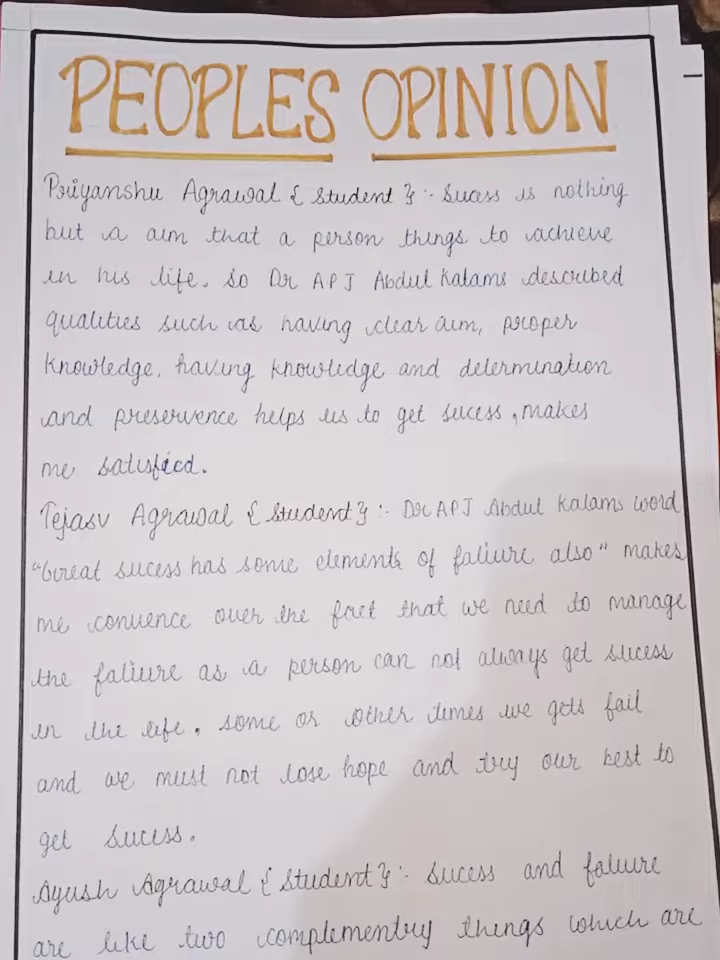 PEOPLES OPINION
Priyanshu Agrawal { Student } :- Sucess is nothing
but a aim that a person things to achieve
in his life. So Dr APJ Abdul Kalams described
qualities such as having clear aim, proper
knowledge, having knowledge and determination
and preservence helps us to get sucess, makes
me satisfied.
Tejasv Agrawal { Student } :- Dr APJ Abdul Kalams word
"Great sucess has some elements of faliure also" makes
me convence over the fact that we need to manage
the faliure as a person can not always get sucess
in the life. some or other times we gets fail
and we must not lose hope and try our best to
get sucess.
Ayush Agrawal { Student } :- Sucess and faliure
are like two complementry things which are